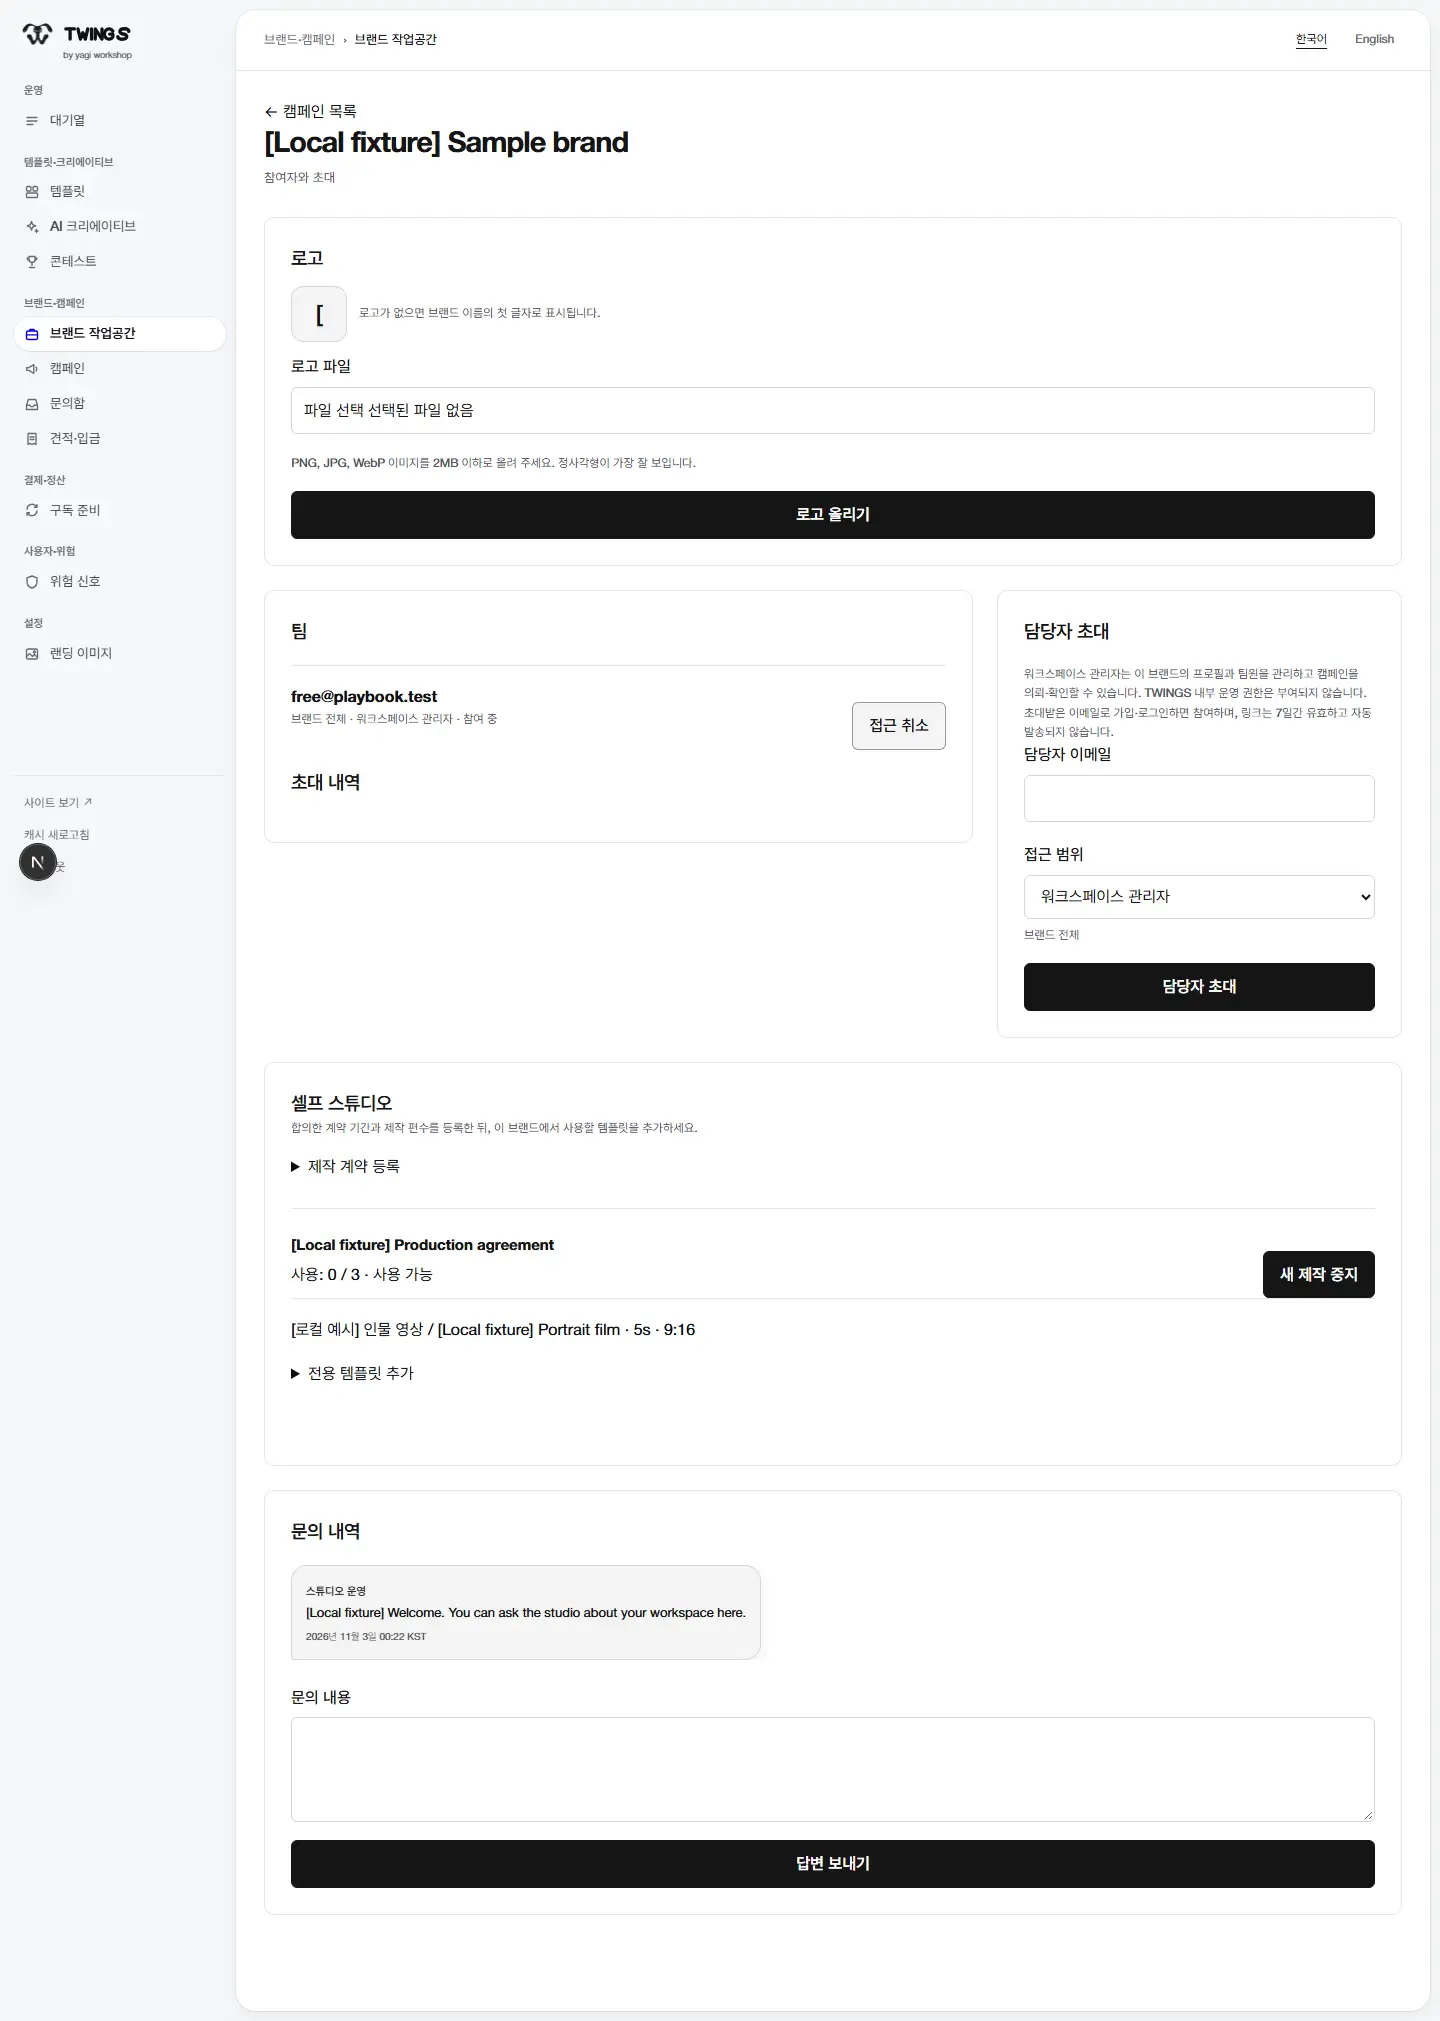 TWINGS
by yagi workshop
운영
대기열
템플릿·크리에이티브
템플릿
AI 크리에이티브
콘테스트
브랜드·캠페인
브랜드 작업공간
캠페인
문의함
견적·입금
결제·정산
구독 준비
사용자·위험
위험 신호
설정
랜딩 이미지
사이트 보기 ↗
캐시 새로고침
N
웃
브랜드·캠페인 › 브랜드 작업공간
한국어 English
← 캠페인 목록
[Local fixture] Sample brand
참여자와 초대
로고
[
로고가 없으면 브랜드 이름의 첫 글자로 표시됩니다.
로고 파일
파일 선택 선택된 파일 없음
PNG, JPG, WebP 이미지를 2MB 이하로 올려 주세요. 정사각형이 가장 잘 보입니다.
로고 올리기
팀
free@playbook.test
브랜드 전체 · 워크스페이스 관리자 · 참여 중
접근 취소
초대 내역
담당자 초대
워크스페이스 관리자는 이 브랜드의 프로필과 팀원을 관리하고 캠페인을
의뢰·확인할 수 있습니다. TWINGS 내부 운영 권한은 부여되지 않습니다.
초대받은 이메일로 가입·로그인하면 참여하며, 링크는 7일간 유효하고 자동
발송되지 않습니다.
담당자 이메일
접근 범위
워크스페이스 관리자
브랜드 전체
담당자 초대
셀프 스튜디오
합의한 계약 기간과 제작 편수를 등록한 뒤, 이 브랜드에서 사용할 템플릿을 추가하세요.
▶ 제작 계약 등록
[Local fixture] Production agreement
사용: 0 / 3 · 사용 가능
새 제작 중지
[로컬 예시] 인물 영상 / [Local fixture] Portrait film · 5s · 9:16
▶ 전용 템플릿 추가
문의 내역
스튜디오 운영
[Local fixture] Welcome. You can ask the studio about your workspace here.
2026년 11월 3일 00:22 KST
문의 내용
답변 보내기